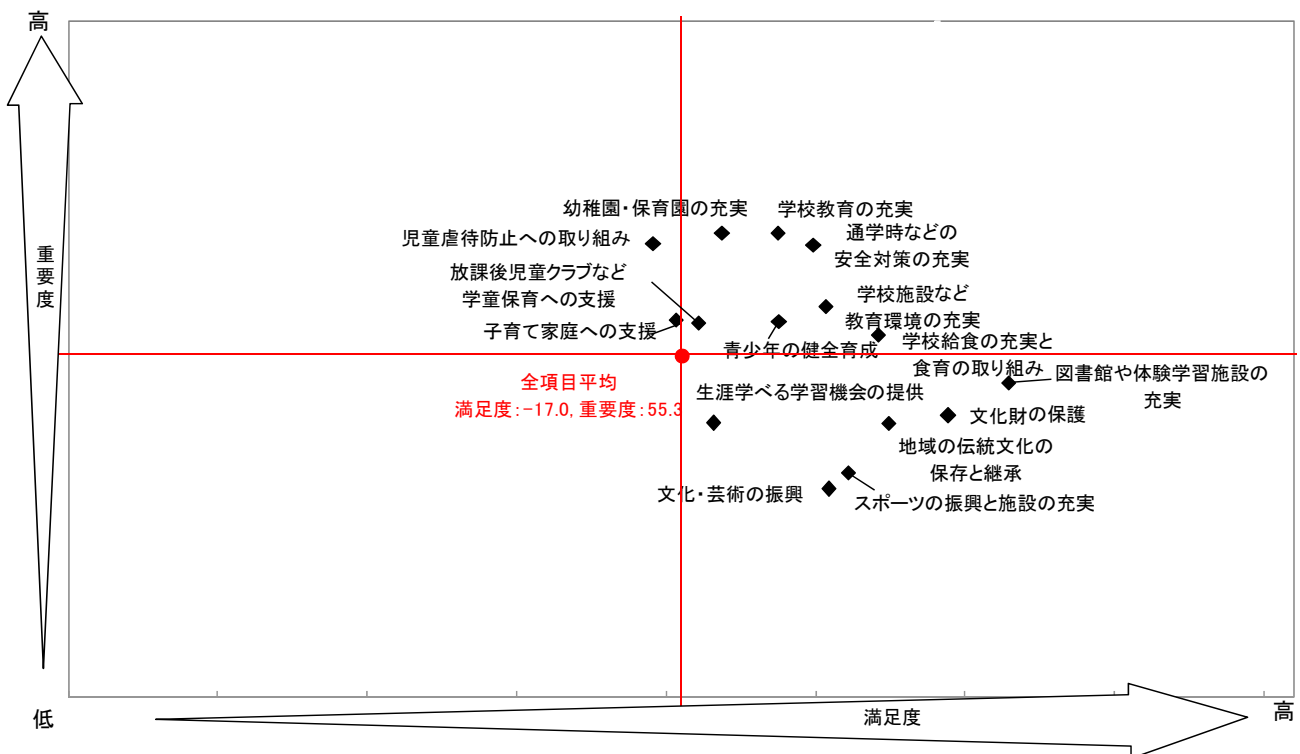 高
重
要
度
幼稚園・保育園の充実
学校教育の充実
児童虐待防止への取り組み
通学時などの
安全対策の充実
放課後児童クラブなど
学童保育への支援
子育て家庭への支援
学校施設など
教育環境の充実
青少年の健全育成
学校給食の充実と
食育の取り組み
図書館や体験学習施設の
充実
全項目平均
満足度:-17.0, 重要度:55.3
生涯学べる学習機会の提供
文化財の保護
地域の伝統文化の
保存と継承
文化・芸術の振興
スポーツの振興と施設の充実
低
満足度
高